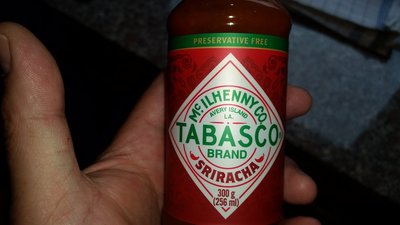 PRESERVATIVE FREE
McILHENNY CO.
AVERY ISLAND
LA.
TABASCO
BRAND
SRIRACHA
300 g
(256 ml)